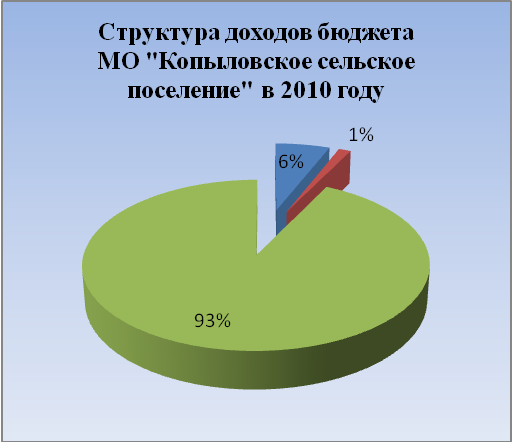 Структура доходов бюджета
МО "Копыловское сельское
поселение" в 2010 году
1%
6%
93%